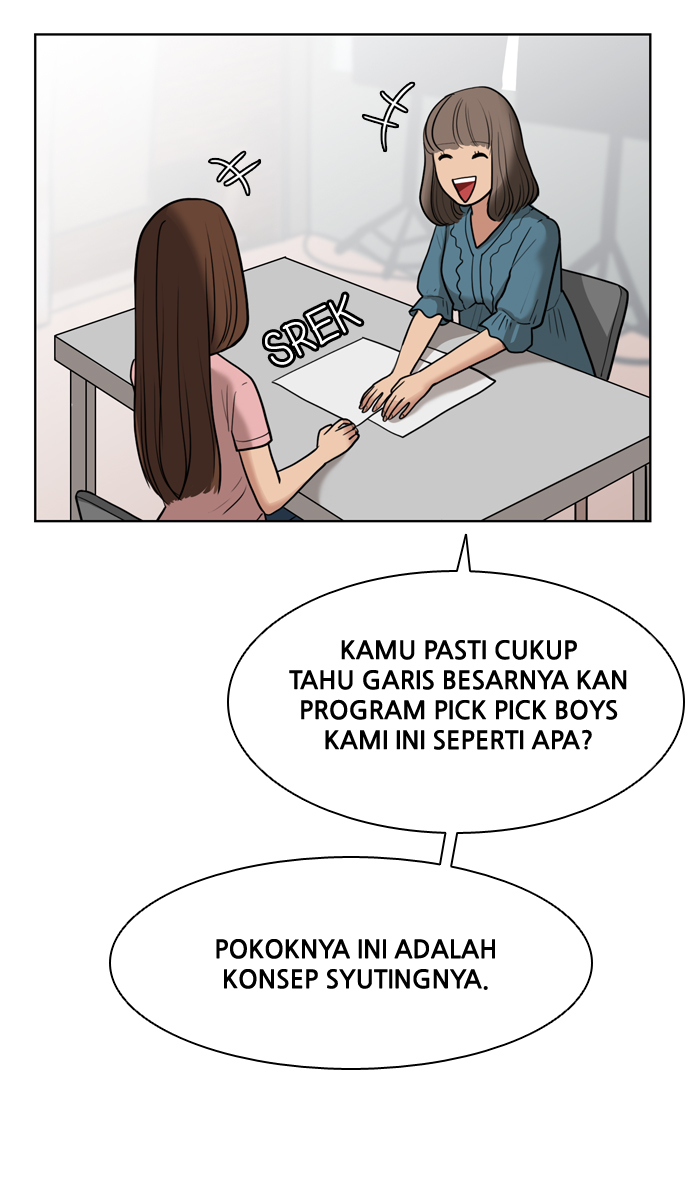 SREK
KAMU PASTI CUKUP
TAHU GARIS BESARNYA KAN
PROGRAM PICK PICK BOYS
KAMI INI SEPERTI APA?
POKOKNYA INI ADALAH
KONSEP SYUTINGNYA.